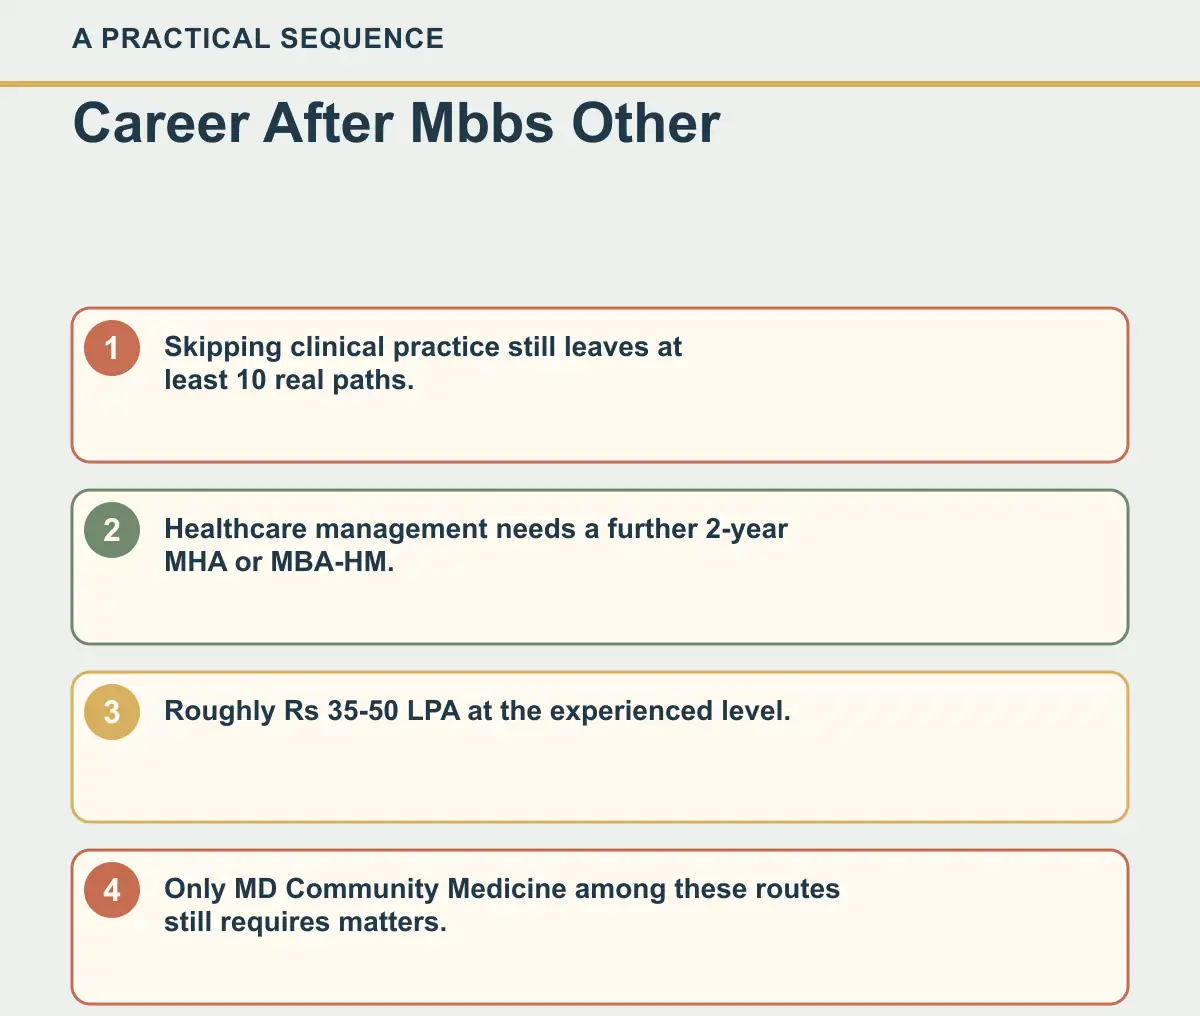 A PRACTICAL SEQUENCE
Career After Mbbs Other
1
Skipping clinical practice still leaves at
least 10 real paths.
2
Healthcare management needs a further 2-year
MHA or MBA-HM.
3
Roughly Rs 35-50 LPA at the experienced level.
4
Only MD Community Medicine among these routes
still requires matters.